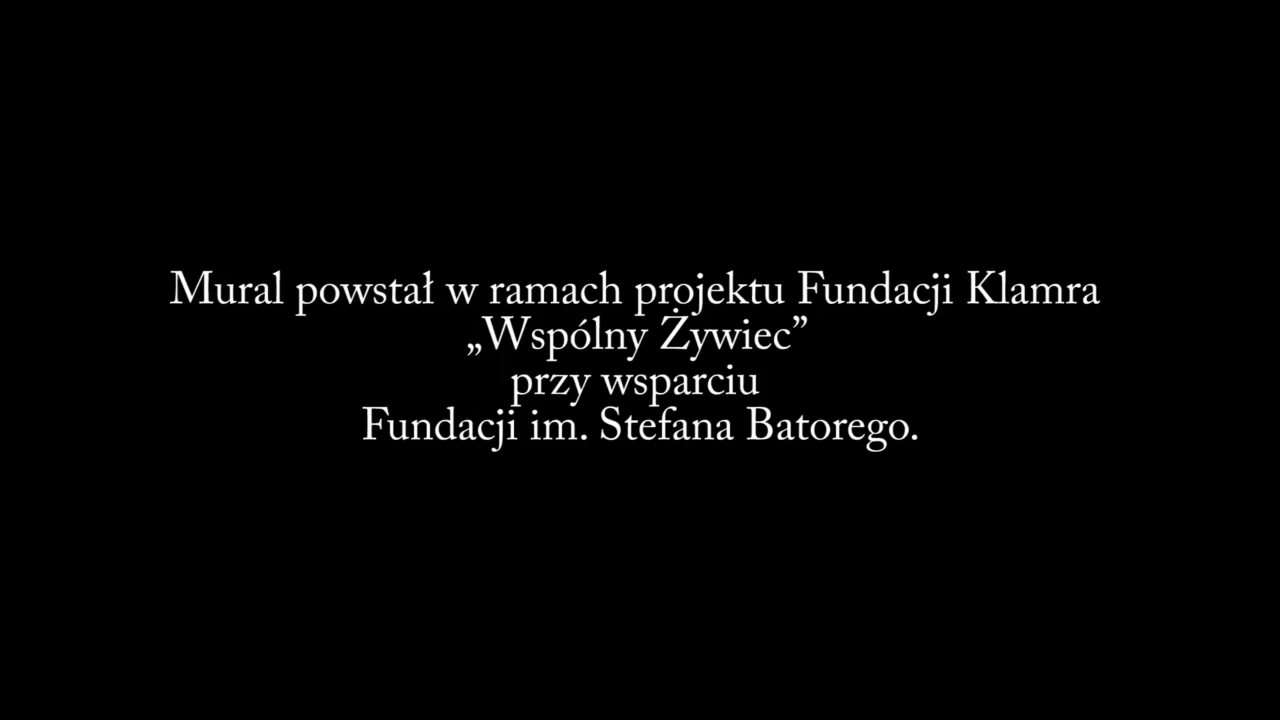 Mural powstał w ramach projektu Fundacji Klamra
„Wspólny Żywiec”
przy wsparciu
Fundacji im. Stefana Batorego.